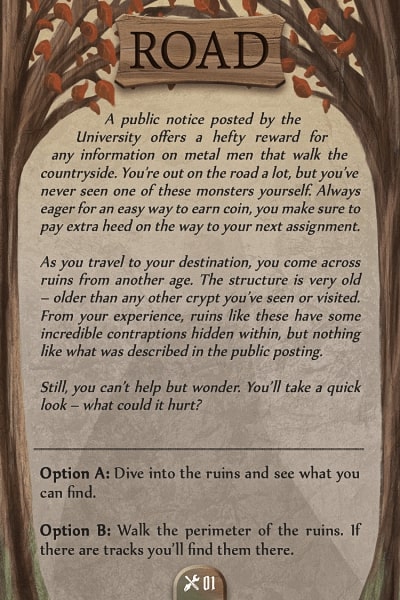 ROAD
A public notice posted by the
University offers a hefty reward for
any information on metal men that walk the
countryside. You're out on the road a lot, but you've
never seen one of these monsters yourself. Always
eager for an easy way to earn coin, you make sure to
pay extra heed on the way to your next assignment.
As you travel to your destination, you come across
ruins from another age. The structure is very old
– older than any other crypt you've seen or visited.
From your experience, ruins like these have some
incredible contraptions hidden within, but nothing
like what was described in the public posting.
Still, you can't help but wonder. You'll take a quick
look – what could it hurt?
Option A: Dive into the ruins and see what you
can find.
Option B: Walk the perimeter of the ruins. If
there are tracks you'll find them there.
01